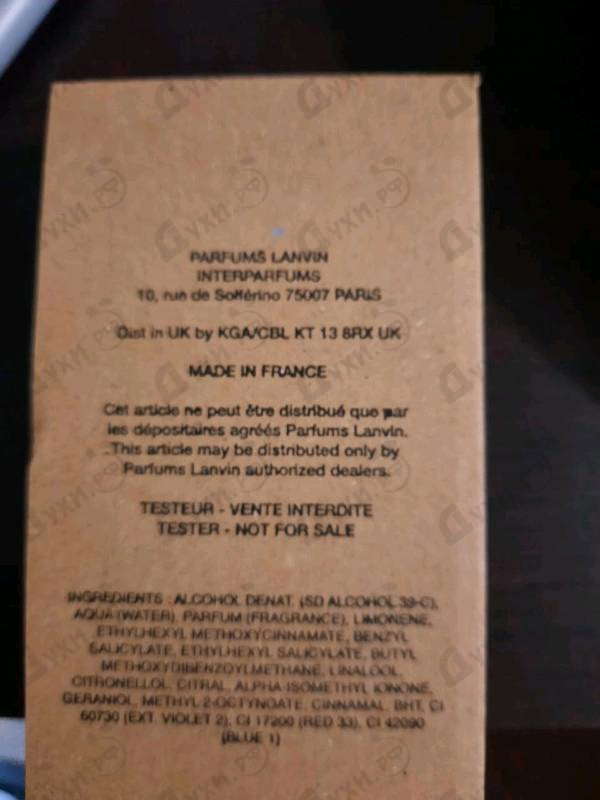 PARFUMS LANVIN
INTERPARFUMS
10, rue de Solférino 75007 PARIS
Dist in UK by KGA/CBL KT 13 8RX UK
MADE IN FRANCE
Cet article ne peut être distribué que par
les dépositaires agréés Parfums Lanvin.
This article may be distributed only by
Parfums Lanvin authorized dealers.
TESTEUR - VENTE INTERDITE
TESTER - NOT FOR SALE
INGREDIENTS : ALCOHOL DENAT. (SD ALCOHOL 39-C),
AQUA (WATER), PARFUM (FRAGRANCE), LIMONENE,
ETHYLHEXYL METHOXYCINNAMATE, BENZYL
SALICYLATE, ETHYLHEXYL SALICYLATE, BUTYL
METHOXYDIBENZOYLMETHANE, LINALOOL,
CITRONELLOL, CITRAL, ALPHA-ISOMETHYL IONONE,
GERANIOL, METHYL 2-OCTYNOATE, CINNAMAL, BHT, CI
60730 (EXT. VIOLET 2), CI 17200 (RED 33), CI 42090
(BLUE 1)
Духи.рф